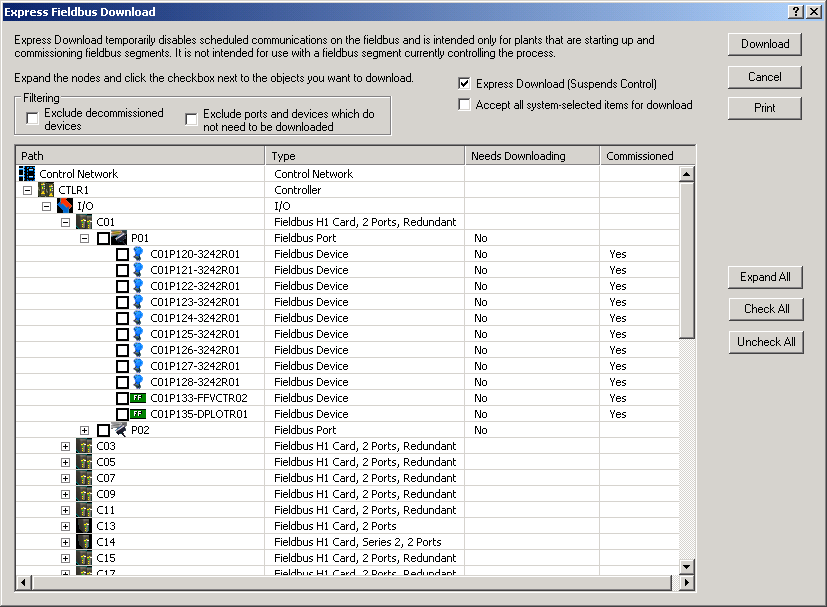 Express Fieldbus Download
Express Download temporarily disables scheduled communications on the fieldbus and is intended only for plants that are starting up and
commissioning fieldbus segments. It is not intended for use with a fieldbus segment currently controlling the process.
Expand the nodes and click the checkbox next to the objects you want to download.
Filtering
Exclude decommissioned
devices
Exclude ports and devices which do
not need to be downloaded
Express Download (Suspends Control)
Accept all system-selected items for download
Download
Cancel
Print
Path Type Needs Downloading Commissioned
Control Network Control Network
CTLR1 Controller
I/O I/O
C01 Fieldbus H1 Card, 2 Ports, Redundant
P01 Fieldbus Port No
C01P120-3242R01 Fieldbus Device No Yes
C01P121-3242R01 Fieldbus Device No Yes
C01P122-3242R01 Fieldbus Device No Yes
C01P123-3242R01 Fieldbus Device No Yes
C01P124-3242R01 Fieldbus Device No Yes
C01P125-3242R01 Fieldbus Device No Yes
C01P126-3242R01 Fieldbus Device No Yes
C01P127-3242R01 Fieldbus Device No Yes
C01P128-3242R01 Fieldbus Device No Yes
FF C01P133-FFVCTR02 Fieldbus Device No Yes
FF C01P135-DPLOTR01 Fieldbus Device No Yes
P02 Fieldbus Port No
C03 Fieldbus H1 Card, 2 Ports, Redundant
C05 Fieldbus H1 Card, 2 Ports, Redundant
C07 Fieldbus H1 Card, 2 Ports, Redundant
C09 Fieldbus H1 Card, 2 Ports, Redundant
C11 Fieldbus H1 Card, 2 Ports, Redundant
C13 Fieldbus H1 Card, 2 Ports
C14 Fieldbus H1 Card, Series 2, 2 Ports
C15 Fieldbus H1 Card, 2 Ports, Redundant
C17 Fieldbus H1 Card, 2 Ports, Redundant
Expand All
Check All
Uncheck All